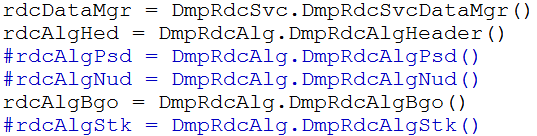 rdcDataMgr = DmpRdcSvc.DmpRdcSvcDataMgr()
rdcAlgHed = DmpRdcAlg.DmpRdcAlgHeader()
#rdcAlgPsd = DmpRdcAlg.DmpRdcAlgPsd()
#rdcAlgNud = DmpRdcAlg.DmpRdcAlgNud()
rdcAlgBgo = DmpRdcAlg.DmpRdcAlgBgo()
#rdcAlgStk = DmpRdcAlg.DmpRdcAlgStk()